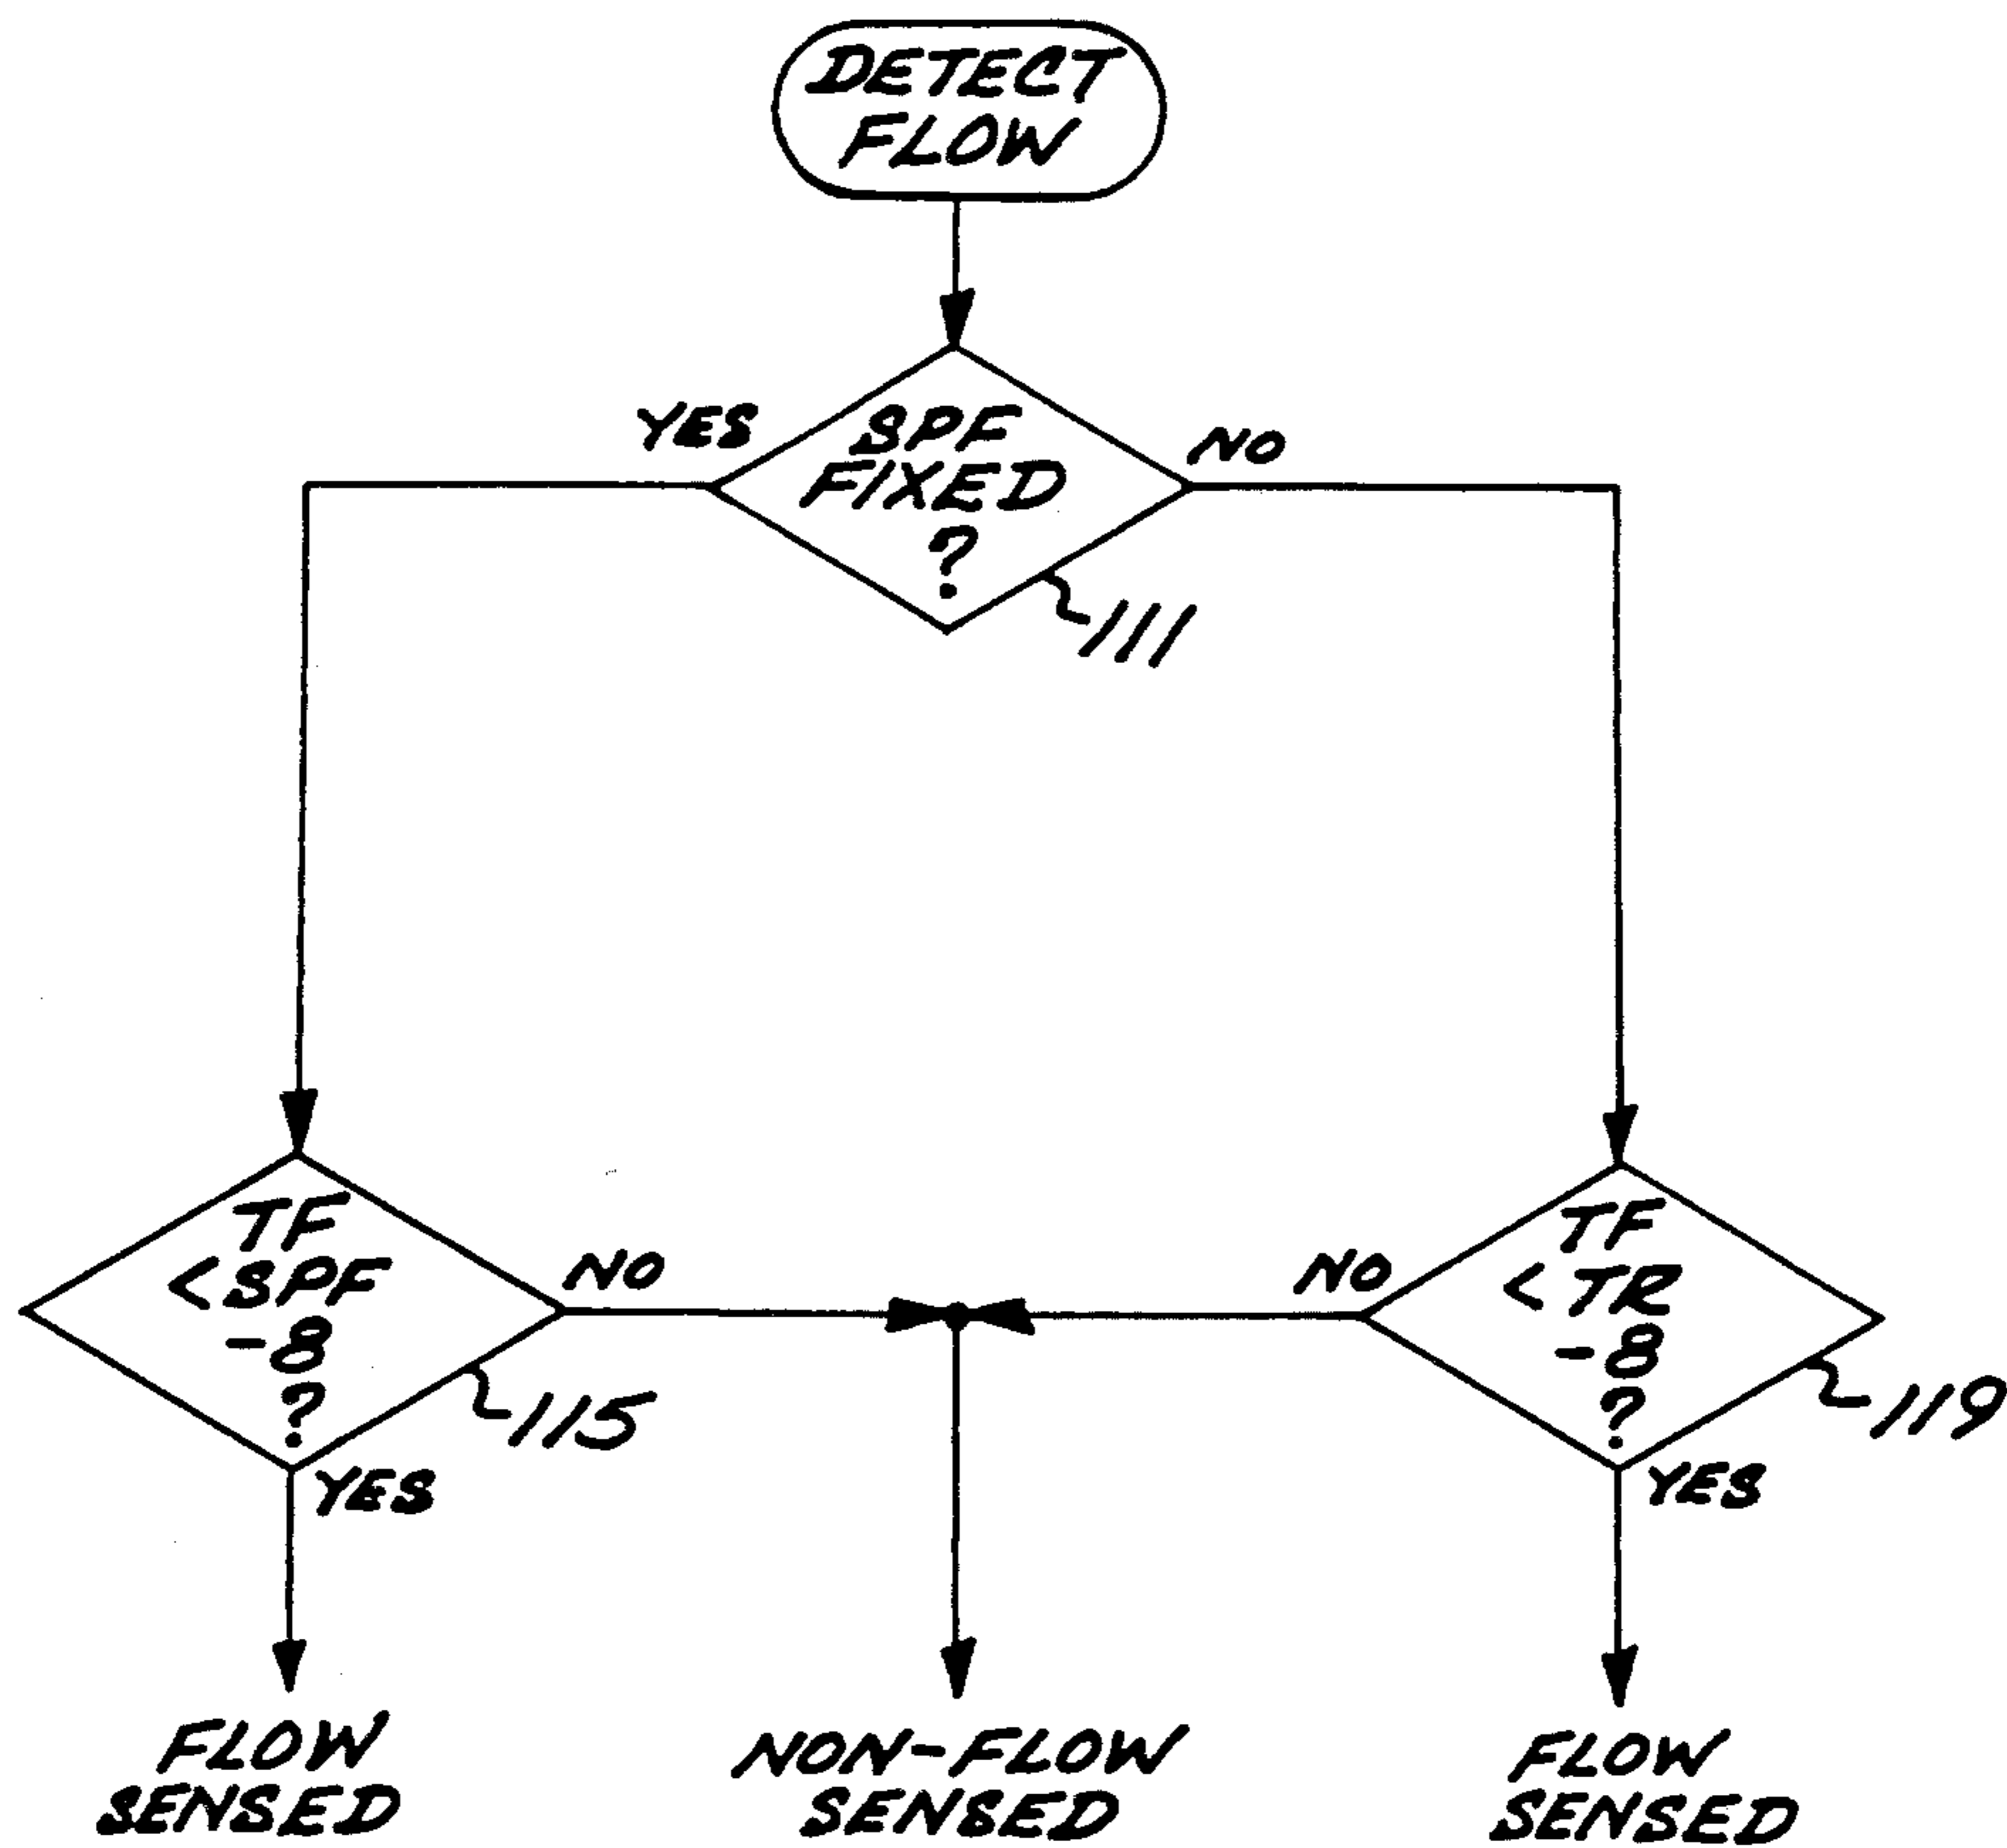 DETECT
FLOW
YES
SPF
FIXED
?
NO
111
TF
<SPF
-8
?
NO
115
YES
NO
TF
<TR
-8
?
119
YES
FLOW
SENSED
NON-FLOW
SENSED
FLOW
SENSED